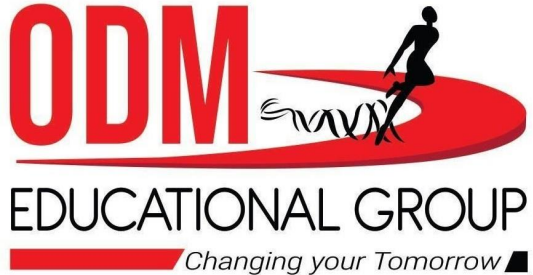 ODM
EDUCATIONAL GROUP
Changing your Tomorrow